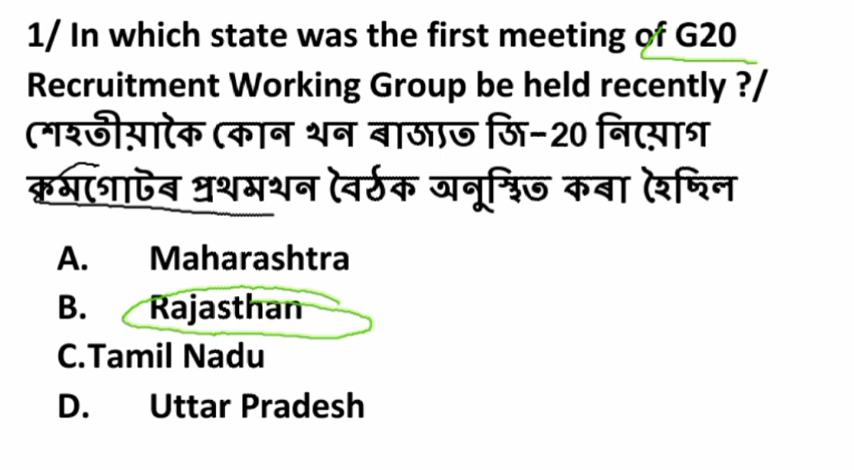 1/ In which state was the first meeting of G20
Recruitment Working Group be held recently ?/
শেহতীয়াকৈ কোন খন ৰাজ্যত জি-20 নিয়োগ
কৰ্মগোটৰ প্ৰথমখন বৈঠক অনুস্থিত কৰা হৈছিল
A. Maharashtra
B. Rajasthan
C.Tamil Nadu
D. Uttar Pradesh